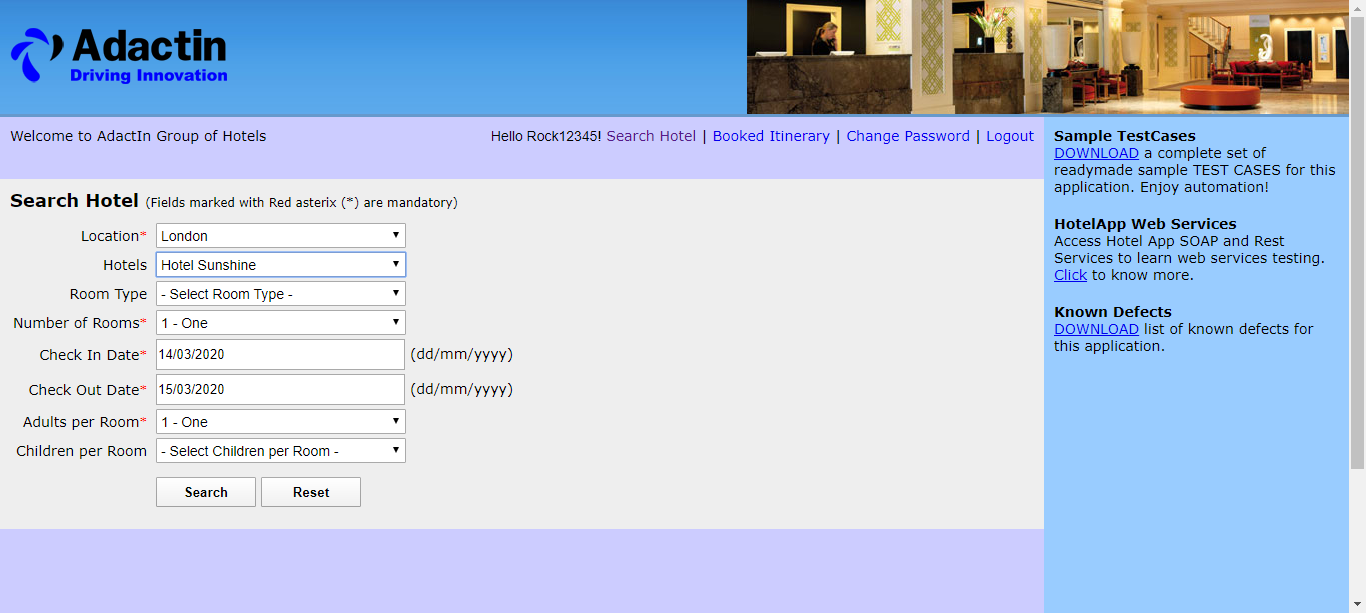 Adactin
Driving Innovation
Welcome to AdactIn Group of Hotels
Hello Rock12345! Search Hotel | Booked Itinerary | Change Password | Logout
Search Hotel (Fields marked with Red asterix (*) are mandatory)
Location* London
Hotels Hotel Sunshine
Room Type - Select Room Type -
Number of Rooms* 1 - One
Check In Date* 14/03/2020 (dd/mm/yyyy)
Check Out Date* 15/03/2020 (dd/mm/yyyy)
Adults per Room* 1 - One
Children per Room - Select Children per Room -
Search Reset
Sample TestCases
DOWNLOAD a complete set of
readymade sample TEST CASES for this
application. Enjoy automation!
HotelApp Web Services
Access Hotel App SOAP and Rest
Services to learn web services testing.
Click to know more.
Known Defects
DOWNLOAD list of known defects for
this application.